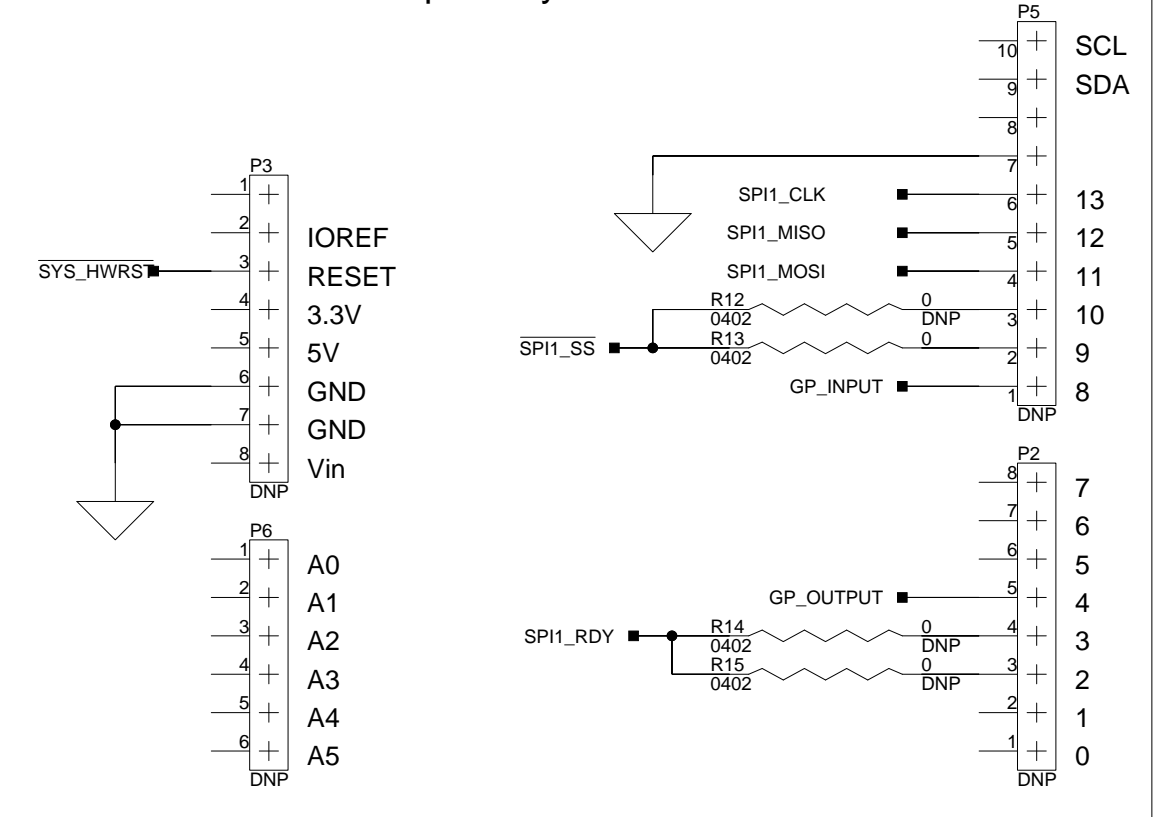 P5
10 SCL
9 SDA
8
7
SPI1_CLK 6 13
SPI1_MISO 5 12
SPI1_MOSI 4 11
R12 0
0402 DNP 3 10
R13 0
SPI1_SS 0402 2 9
GP_INPUT 1 8
DNP
P3
1
2 IOREF
SYS_HWRST 3 RESET
4 3.3V
5 5V
6 GND
7 GND
8 Vin
DNP
P6
1 A0
2 A1
3 A2
4 A3
5 A4
6 A5
DNP
P2
8 7
7 6
6 5
GP_OUTPUT 5 4
SPI1_RDY R14 0 4 3
0402 DNP
R15 0 3 2
0402 DNP
2 1
1 0
DNP